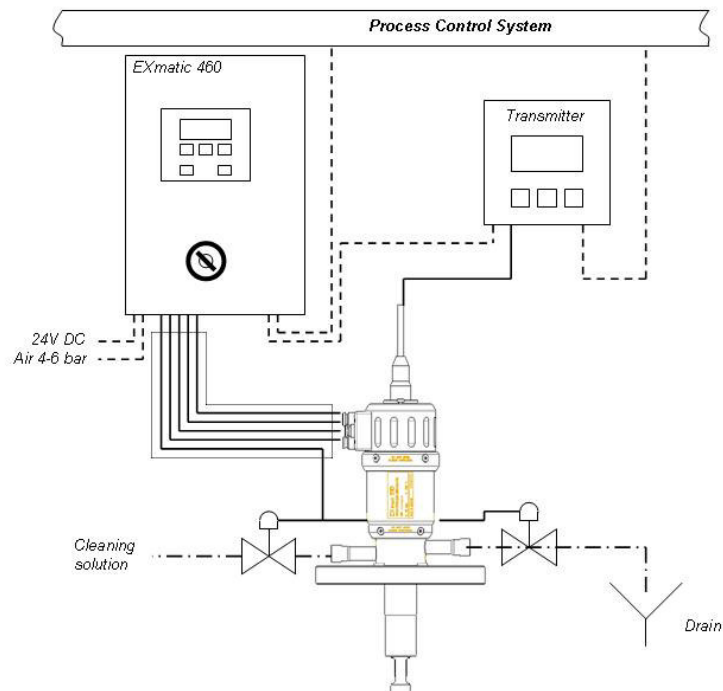 Process Control System
EXmatic 460
Transmitter
24V DC
Air 4-6 bar
Cleaning
solution
Drain